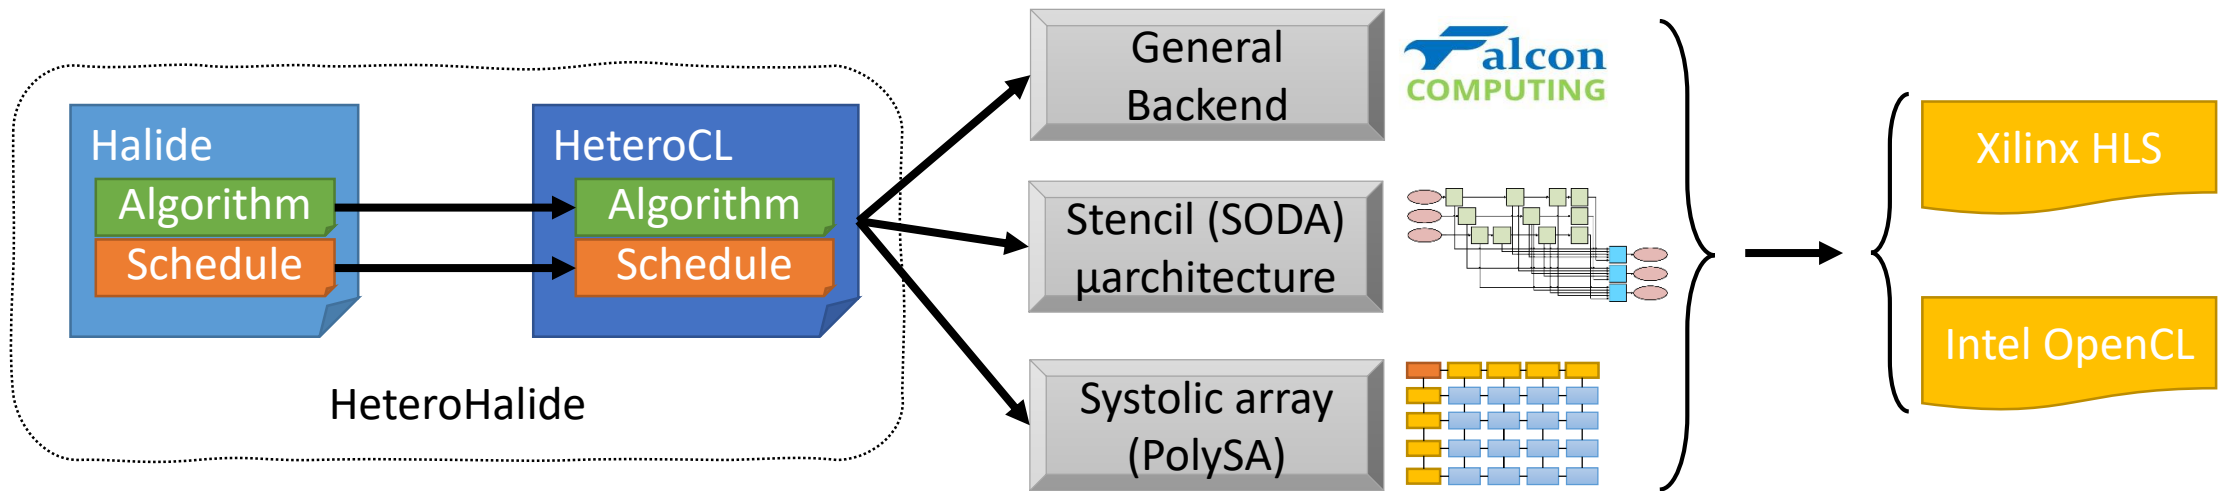 Halide
Algorithm
Schedule
HeteroCL
Algorithm
Schedule
HeteroHalide
General
Backend
Falcon
COMPUTING
Stencil (SODA)
µarchitecture
Systolic array
(PolySA)
Xilinx HLS
Intel OpenCL